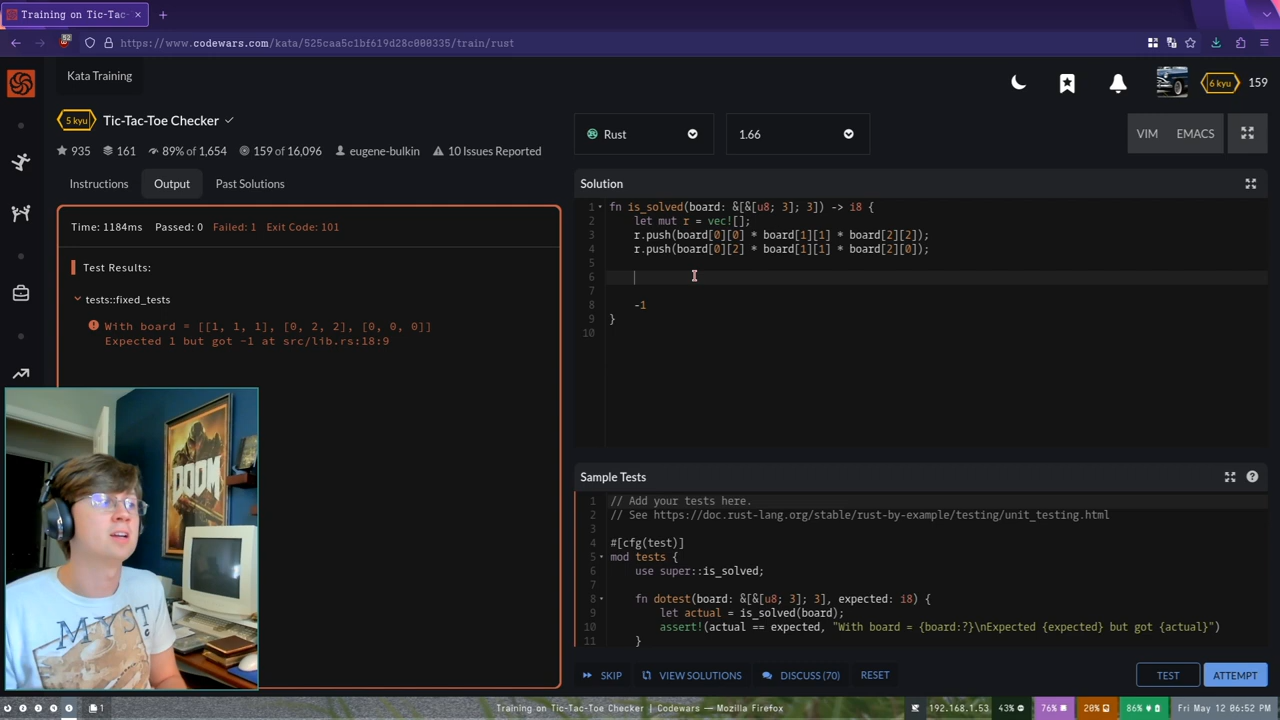 Training on Tic-Tac-
https://www.codewars.com/kata/525caa5c1bf619d28c000335/train/rust
Kata Training
6 kyu
159
5 kyu
Tic-Tac-Toe Checker
935
161
89% of 1,654
159 of 16,096
eugene-bulkin
10 Issues Reported
Rust
1.66
VIM
EMACS
Instructions
Output
Past Solutions
Solution
Time: 1184ms Passed: 0 Failed: 1 Exit Code: 101
Test Results:
tests::fixed_tests
With board = [[1, 1, 1], [0, 2, 2], [0, 0, 0]]
Expected 1 but got -1 at src/lib.rs:18:9
1 fn is_solved(board: &[&[u8; 3]; 3]) -> i8 {
2 let mut r = vec![];
3 r.push(board[0][0] * board[1][1] * board[2][2]);
4 r.push(board[0][2] * board[1][1] * board[2][0]);
5
6
7
8 -1
9 }
10
DOOM
MYST
Sample Tests
1 // Add your tests here.
2 // See https://doc.rust-lang.org/stable/rust-by-example/testing/unit_testing.html
3
4 #[cfg(test)]
5 mod tests {
6 use super::is_solved;
7
8 fn dotest(board: &[&[u8; 3]; 3], expected: i8) {
9 let actual = is_solved(board);
10 assert!(actual == expected, "With board = {board:?}\nExpected {expected} but got {actual}")
11 }
SKIP
VIEW SOLUTIONS
DISCUSS (70)
RESET
TEST
ATTEMPT
1
Training on Tic-Tac-Toe Checker | Codewars — Mozilla Firefox
192.168.1.53
43%
76%
20%
86%
Fri May 12 06:52 PM